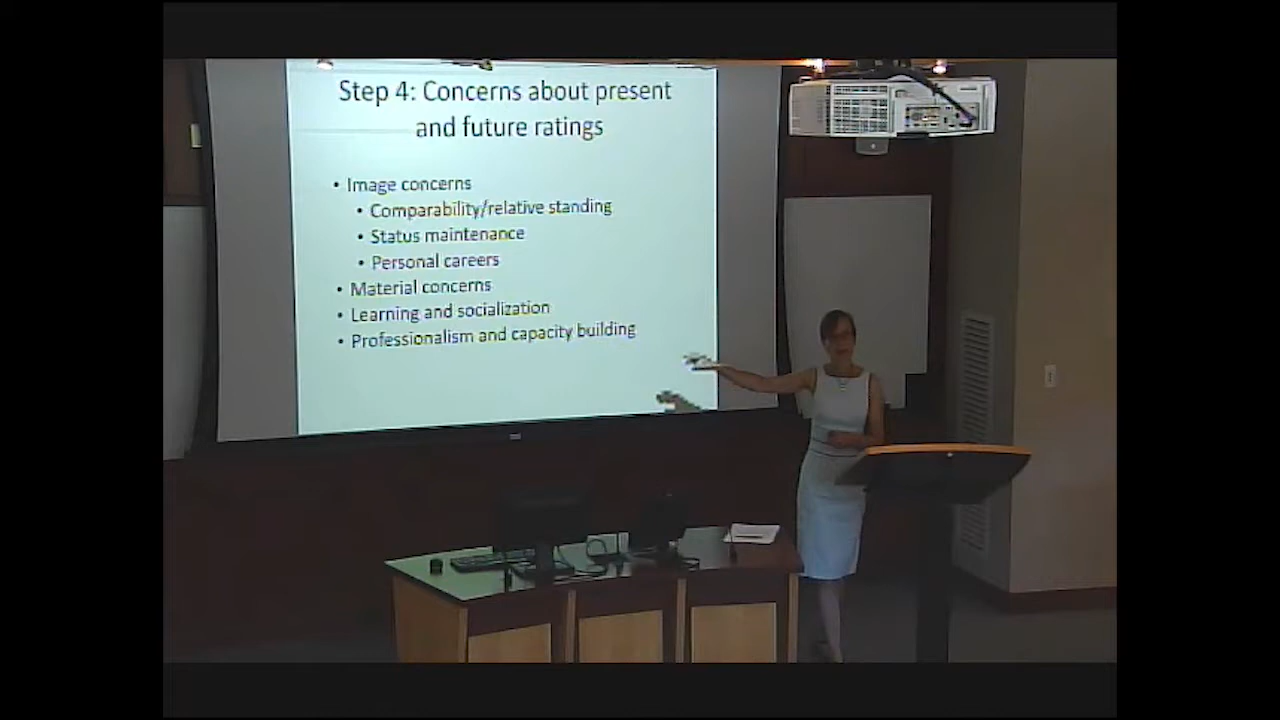 Step 4: Concerns about present
and future ratings
• Image concerns
• Comparability/relative standing
• Status maintenance
• Personal careers
• Material concerns
• Learning and socialization
• Professionalism and capacity building